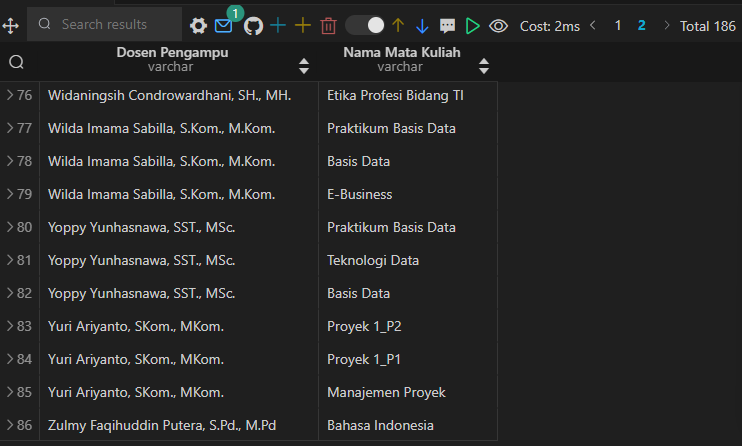 Search results 1 Cost: 2ms 1 2 Total 186
Dosen Pengampu Nama Mata Kuliah
varchar varchar
76 Widaningsih Condrowardhani, SH., MH. Etika Profesi Bidang TI
77 Wilda Imama Sabilla, S.Kom., M.Kom. Praktikum Basis Data
78 Wilda Imama Sabilla, S.Kom., M.Kom. Basis Data
79 Wilda Imama Sabilla, S.Kom., M.Kom. E-Business
80 Yoppy Yunhasnawa, SST., MSc. Praktikum Basis Data
81 Yoppy Yunhasnawa, SST., MSc. Teknologi Data
82 Yoppy Yunhasnawa, SST., MSc. Basis Data
83 Yuri Ariyanto, SKom., MKom. Proyek 1_P2
84 Yuri Ariyanto, SKom., MKom. Proyek 1_P1
85 Yuri Ariyanto, SKom., MKom. Manajemen Proyek
86 Zulmy Faqihuddin Putera, S.Pd., M.Pd Bahasa Indonesia